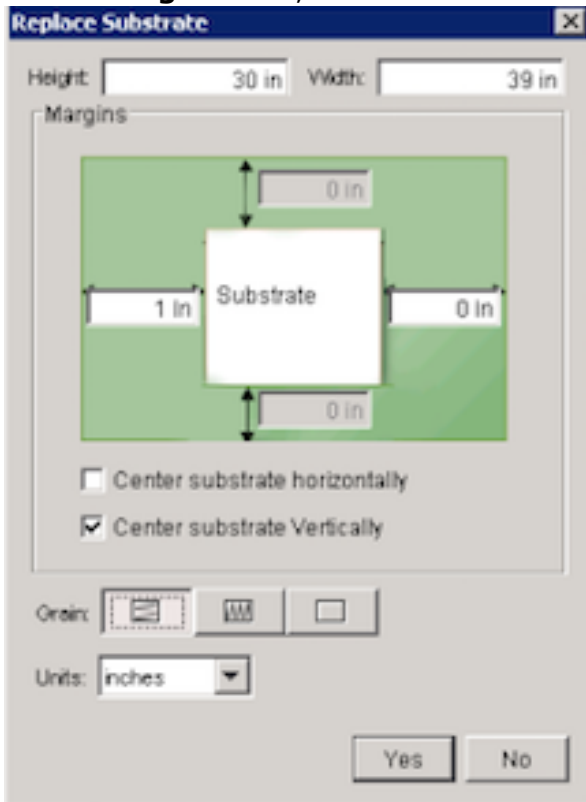 Replace Substrate
Height: 30 in Width: 39 in
Margins
0 in
Substrate
1 in
0 in
0 in
Center substrate horizontally
Center substrate Vertically
Grain:
Units: inches
Yes No